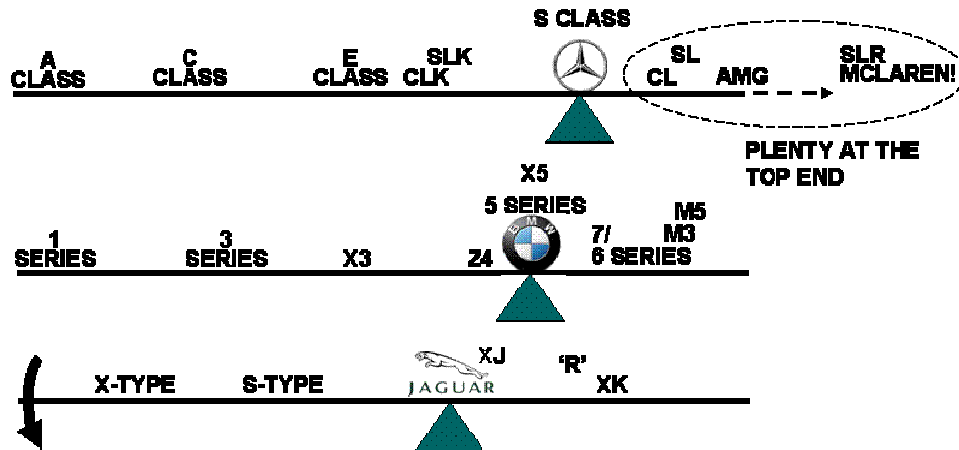 S CLASS
A
CLASS
C
CLASS
E
CLASS
SLK
CLK
SL
CL
AMG
SLR
MCLAREN!
PLENTY AT THE
TOP END
X5
5 SERIES
BMW
1
SERIES
3
SERIES
X3
Z4
7/
6 SERIES
M5
M3
X-TYPE
S-TYPE
JAGUAR
XJ
‘R’
XK